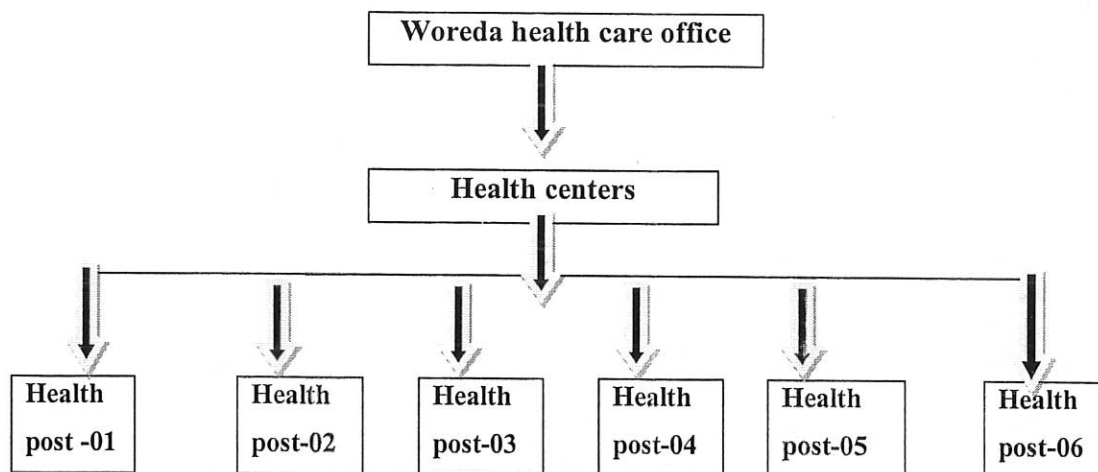 Woreda health care office
Health centers
Health
post -01
Health
post-02
Health
post-03
Health
post-04
Health
post-05
Health
post-06